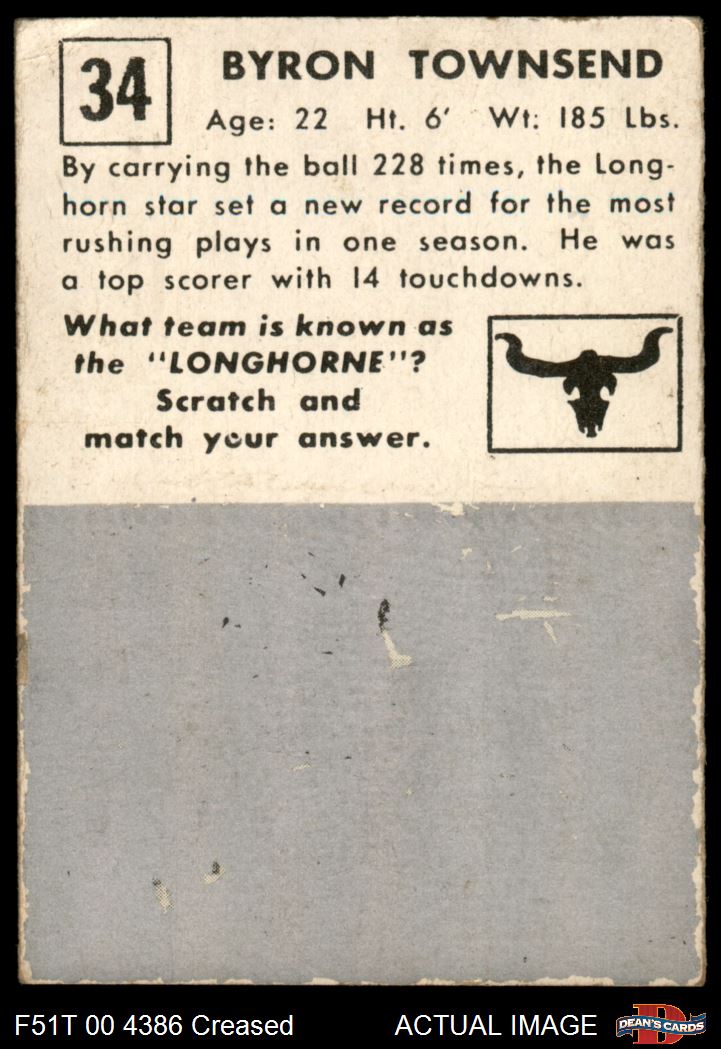 34
BYRON TOWNSEND
Age: 22 Ht. 6' Wt: 185 Lbs.
By carrying the ball 228 times, the Long-
horn star set a new record for the most
rushing plays in one season. He was
a top scorer with 14 touchdowns.
What team is known as
the "LONGHORNE"?
Scratch and
match your answer.
F51T 00 4386 Creased
ACTUAL IMAGE
D
DEAN'S CARDS